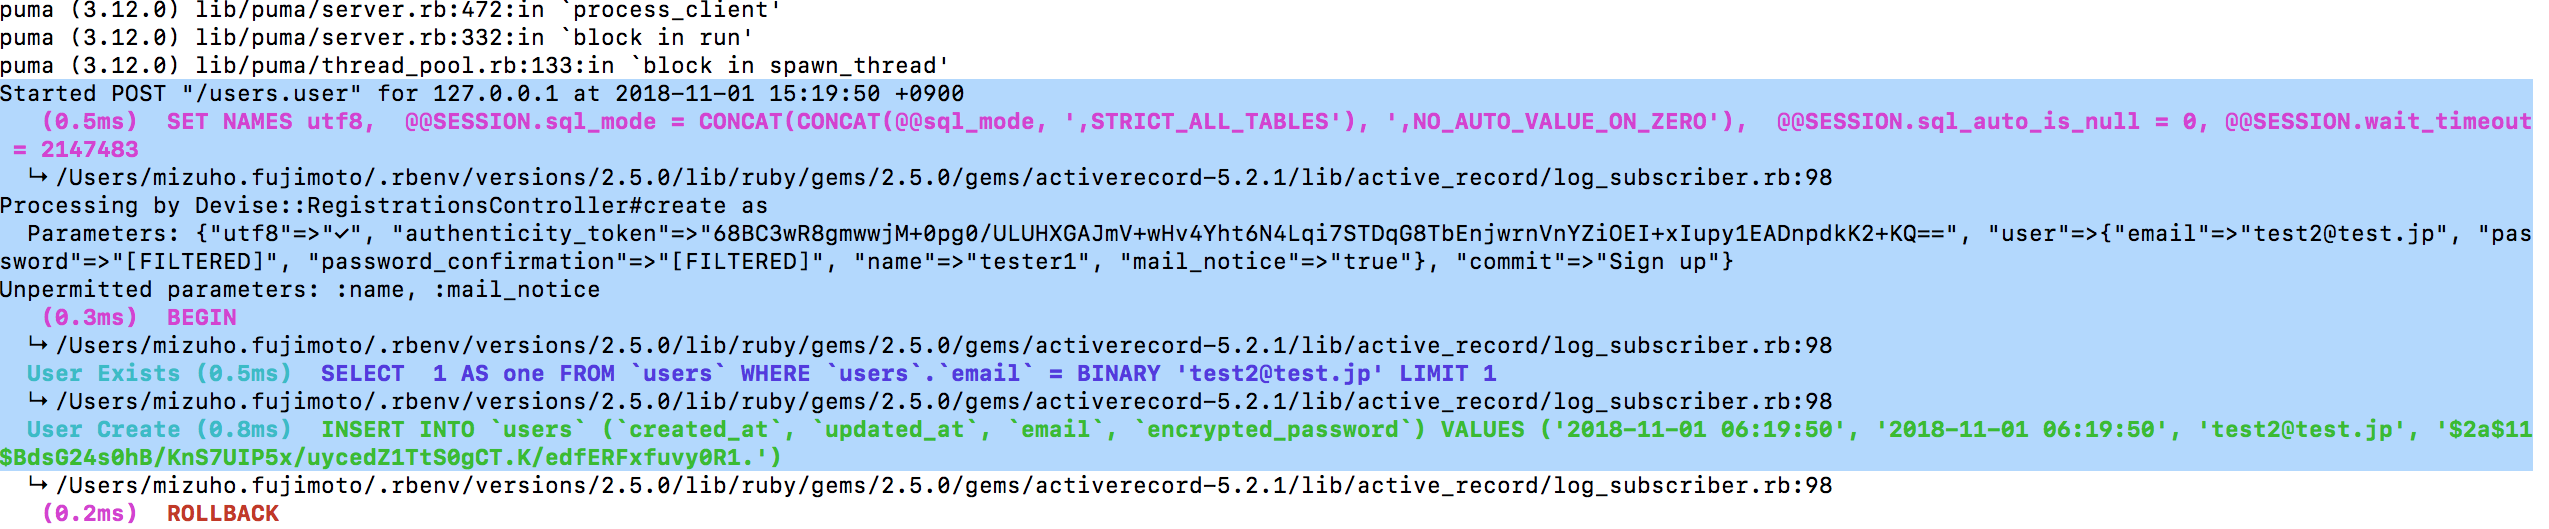 puma (3.12.0) lib/puma/server.rb:472:in `process_client'
puma (3.12.0) lib/puma/server.rb:332:in `block in run'
puma (3.12.0) lib/puma/thread_pool.rb:133:in `block in spawn_thread'
Started POST "/users.user" for 127.0.0.1 at 2018-11-01 15:19:50 +0900
(0.5ms)  SET NAMES utf8,  @@SESSION.sql_mode = CONCAT(CONCAT(@@sql_mode, ',STRICT_ALL_TABLES'), ',NO_AUTO_VALUE_ON_ZERO'),  @@SESSION.sql_auto_is_null = 0, @@SESSION.wait_timeout
= 2147483
↳ /Users/mizuho.fujimoto/.rbenv/versions/2.5.0/lib/ruby/gems/2.5.0/gems/activerecord-5.2.1/lib/active_record/log_subscriber.rb:98
Processing by Devise::RegistrationsController#create as
Parameters: {"utf8"=>"✓", "authenticity_token"=>"68BC3wR8gmwwjM+0pg0/ULUHXGAJmV+wHv4Yht6N4Lqi7STDqG8TbEnjwrnVnYZiOEI+xIupy1EADnpdkK2+KQ==", "user"=>{"email"=>"test2@test.jp", "pas
sword"=>"[FILTERED]", "password_confirmation"=>"[FILTERED]", "name"=>"tester1", "mail_notice"=>"true"}, "commit"=>"Sign up"}
Unpermitted parameters: :name, :mail_notice
(0.3ms)  BEGIN
↳ /Users/mizuho.fujimoto/.rbenv/versions/2.5.0/lib/ruby/gems/2.5.0/gems/activerecord-5.2.1/lib/active_record/log_subscriber.rb:98
User Exists (0.5ms)  SELECT  1 AS one FROM `users` WHERE `users`.`email` = BINARY 'test2@test.jp' LIMIT 1
↳ /Users/mizuho.fujimoto/.rbenv/versions/2.5.0/lib/ruby/gems/2.5.0/gems/activerecord-5.2.1/lib/active_record/log_subscriber.rb:98
User Create (0.8ms)  INSERT INTO `users` (`created_at`, `updated_at`, `email`, `encrypted_password`) VALUES ('2018-11-01 06:19:50', '2018-11-01 06:19:50', 'test2@test.jp', '$2a$11
$BdsG24s0hB/KnS7UIP5x/uycedZ1TtS0gCT.K/edfERFxfuvy0R1.')
↳ /Users/mizuho.fujimoto/.rbenv/versions/2.5.0/lib/ruby/gems/2.5.0/gems/activerecord-5.2.1/lib/active_record/log_subscriber.rb:98
(0.2ms)  ROLLBACK